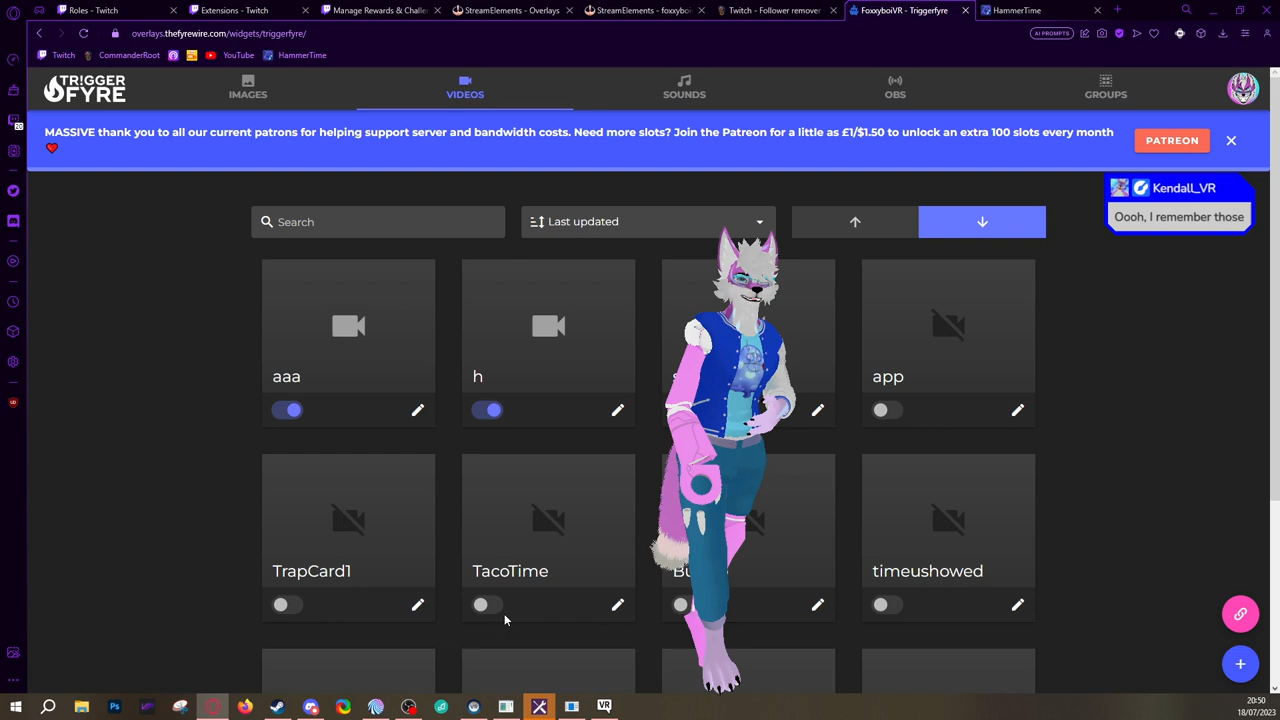 Roles - Twitch
Extensions - Twitch
Manage Rewards & Challe
StreamElements - Overlays
StreamElements - foxxyboi
Twitch - Follower remover
FoxxyboiVR - Triggerfyre
HammerTime
overlays.thefyrewire.com/widgets/triggerfyre/
AI PROMPTS
Twitch
CommanderRoot
YouTube
HammerTime
TR!GGER
FYRE
IMAGES
VIDEOS
SOUNDS
OBS
GROUPS
MASSIVE thank you to all our current patrons for helping support server and bandwidth costs. Need more slots? Join the Patreon for a little as £1/$1.50 to unlock an extra 100 slots every month
❤
PATREON
Kendall_VR
Oooh, I remember those
Search
Last updated
aaa
h
app
TrapCard1
TacoTime
timeushowed
20:50
18/07/2023